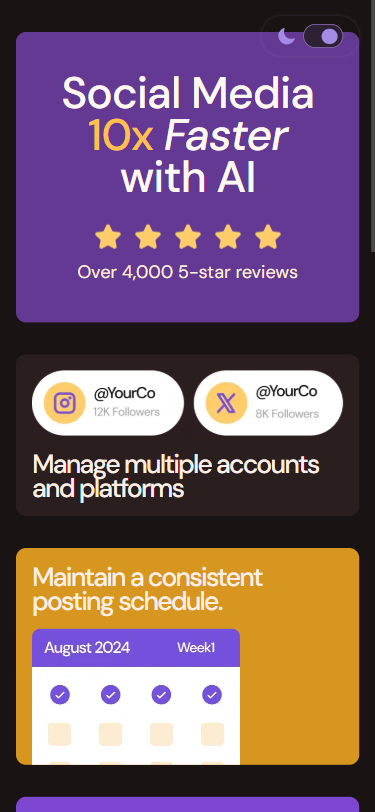 Social Media
10x Faster
with AI
Over 4,000 5-star reviews
@YourCo
12K Followers
@YourCo
8K Followers
Manage multiple accounts
and platforms
Maintain a consistent
posting schedule.
August 2024 Week1